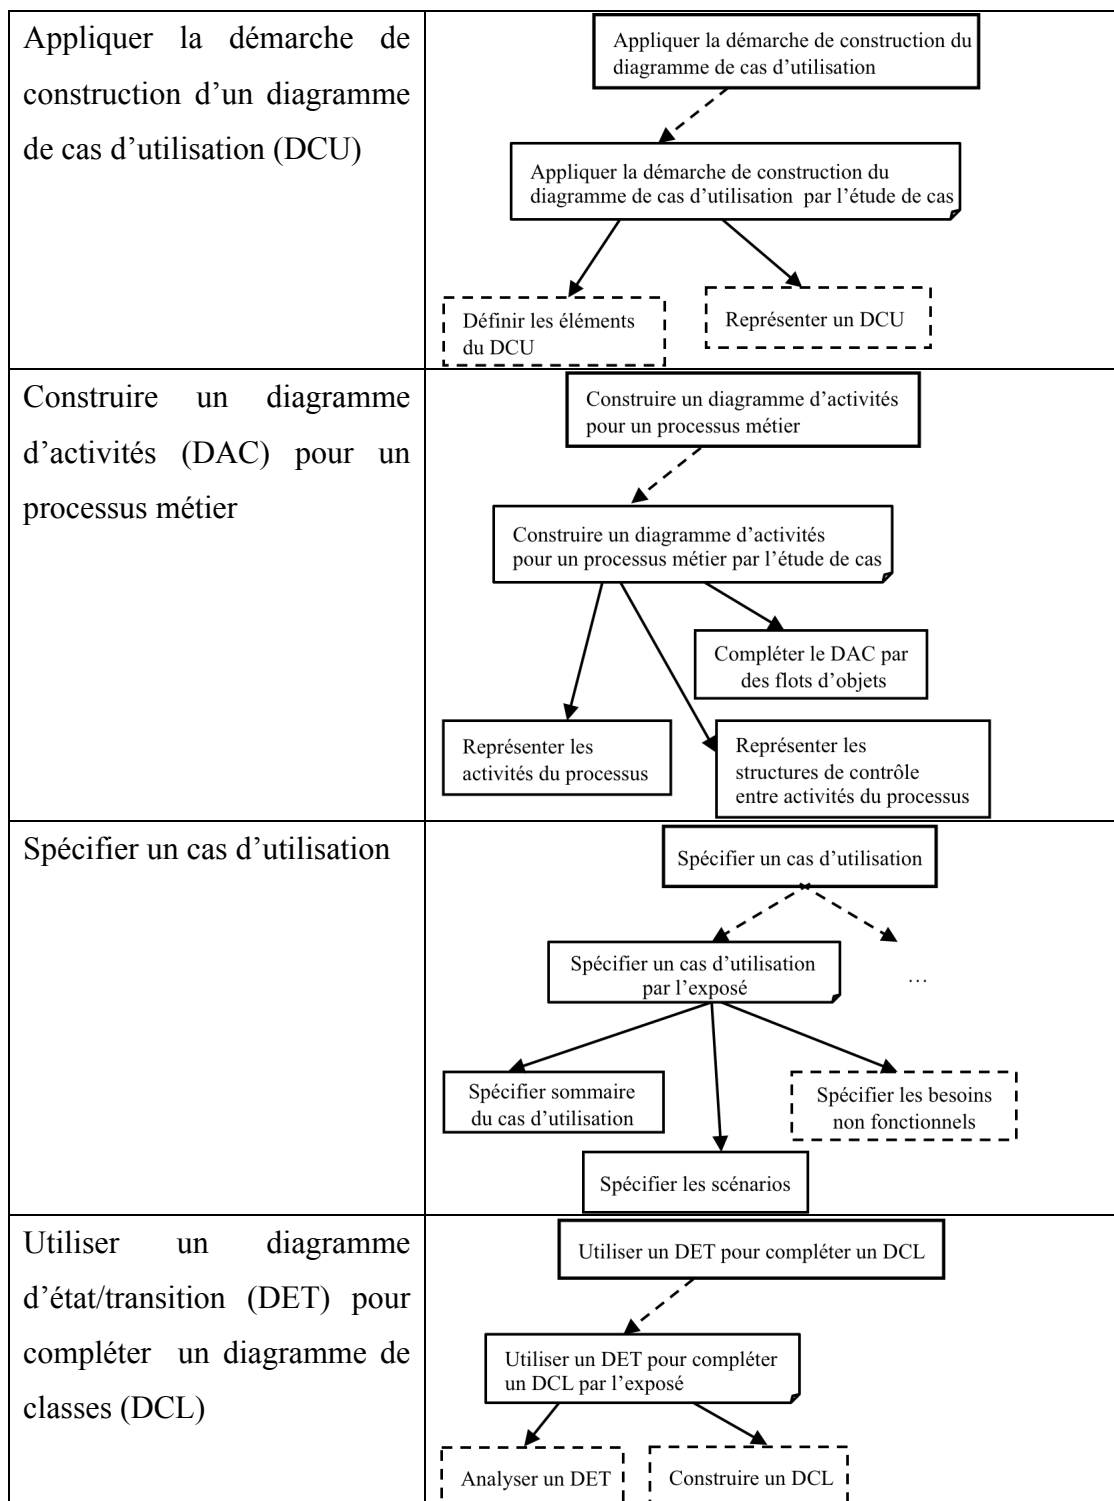 Appliquer la démarche de
construction d’un diagramme
de cas d’utilisation (DCU)
Appliquer la démarche de construction du
diagramme de cas d’utilisation
Appliquer la démarche de construction du
diagramme de cas d’utilisation par l’étude de cas
Définir les éléments
du DCU
Représenter un DCU
Construire un diagramme
d’activités (DAC) pour un
processus métier
Construire un diagramme d’activités
pour un processus métier
Construire un diagramme d’activités
pour un processus métier par l’étude de cas
Compléter le DAC par
des flots d’objets
Représenter les
activités du processus
Représenter les
structures de contrôle
entre activités du processus
Spécifier un cas d’utilisation
Spécifier un cas d’utilisation
Spécifier un cas d’utilisation
par l’exposé
…
Spécifier sommaire
du cas d’utilisation
Spécifier les besoins
non fonctionnels
Spécifier les scénarios
Utiliser un diagramme
d’état/transition (DET) pour
compléter un diagramme de
classes (DCL)
Utiliser un DET pour compléter un DCL
Utiliser un DET pour compléter
un DCL par l’exposé
Analyser un DET
Construire un DCL